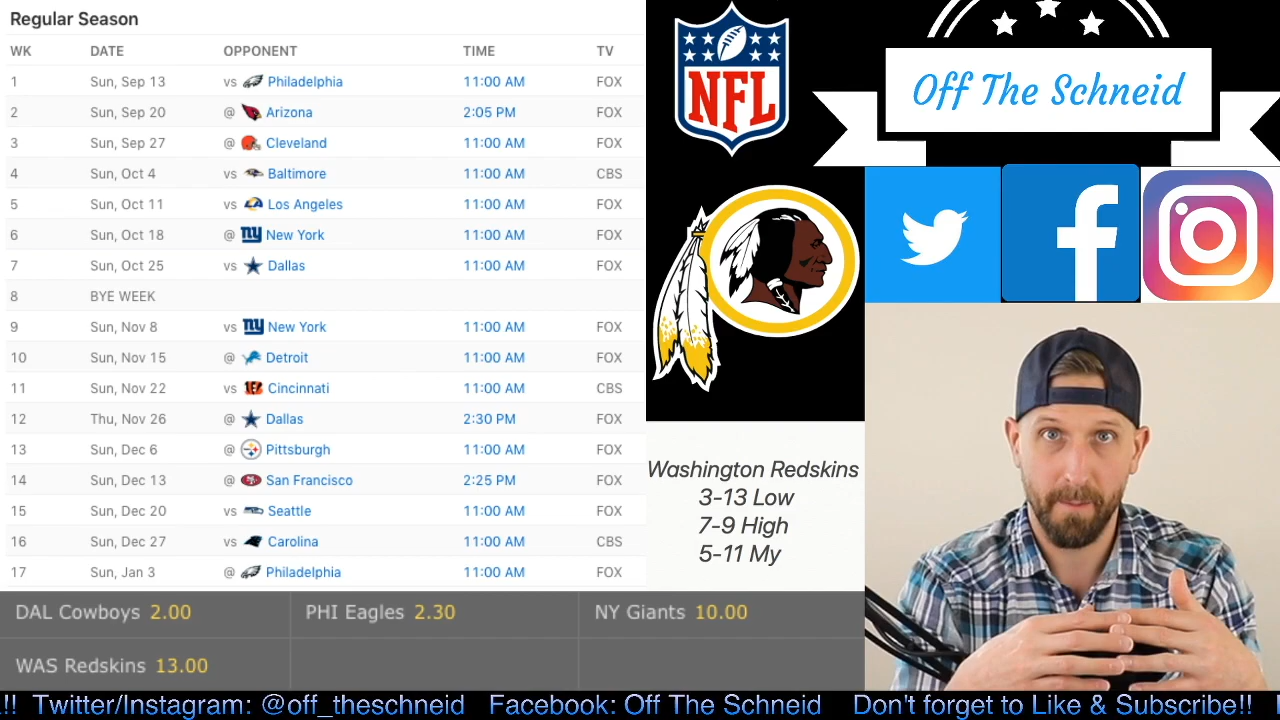 Regular Season
WK DATE OPPONENT TIME TV
1 Sun, Sep 13 vs Philadelphia 11:00 AM FOX
2 Sun, Sep 20 @ Arizona 2:05 PM FOX
3 Sun, Sep 27 @ Cleveland 11:00 AM FOX
4 Sun, Oct 4 vs Baltimore 11:00 AM CBS
5 Sun, Oct 11 vs Los Angeles 11:00 AM FOX
6 Sun, Oct 18 @ ny New York 11:00 AM FOX
7 Sun, Oct 25 vs Dallas 11:00 AM FOX
8 BYE WEEK
9 Sun, Nov 8 vs ny New York 11:00 AM FOX
10 Sun, Nov 15 @ Detroit 11:00 AM FOX
11 Sun, Nov 22 vs Cincinnati 11:00 AM CBS
12 Thu, Nov 26 @ Dallas 2:30 PM FOX
13 Sun, Dec 6 @ Pittsburgh 11:00 AM FOX
14 Sun, Dec 13 @ San Francisco 2:25 PM FOX
15 Sun, Dec 20 vs Seattle 11:00 AM FOX
16 Sun, Dec 27 vs Carolina 11:00 AM CBS
17 Sun, Jan 3 @ Philadelphia 11:00 AM FOX
NFL
Off The Schneid
Washington Redskins
3-13 Low
7-9 High
5-11 My
DAL Cowboys 2.00 PHI Eagles 2.30 NY Giants 10.00
WAS Redskins 13.00
!! Twitter/Instagram: @off_theschneid Facebook: Off The Schneid Don't forget to Like & Subscribe!!